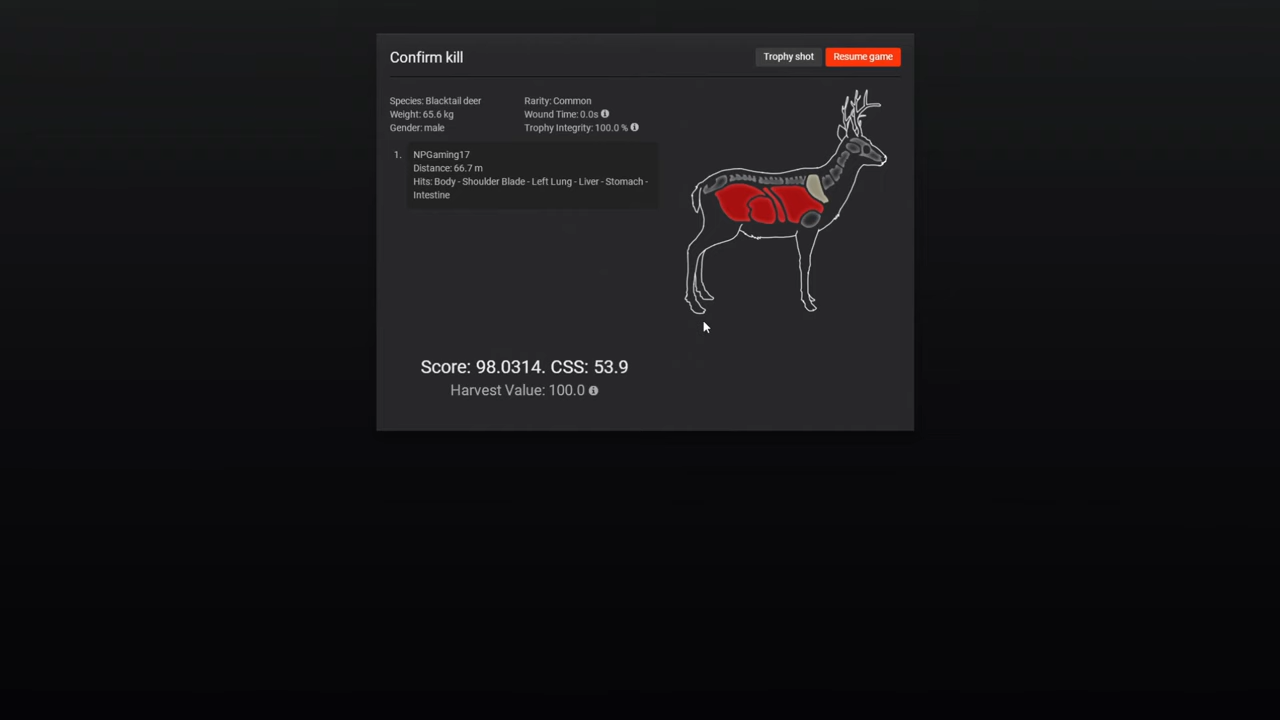 Confirm kill
Trophy shot
Resume game
Species: Blacktail deer
Weight: 65.6 kg
Gender: male
Rarity: Common
Wound Time: 0.0s
Trophy Integrity: 100.0 %
1.
NPGaming17
Distance: 66.7 m
Hits: Body - Shoulder Blade - Left Lung - Liver - Stomach -
Intestine
Score: 98.0314. CSS: 53.9
Harvest Value: 100.0